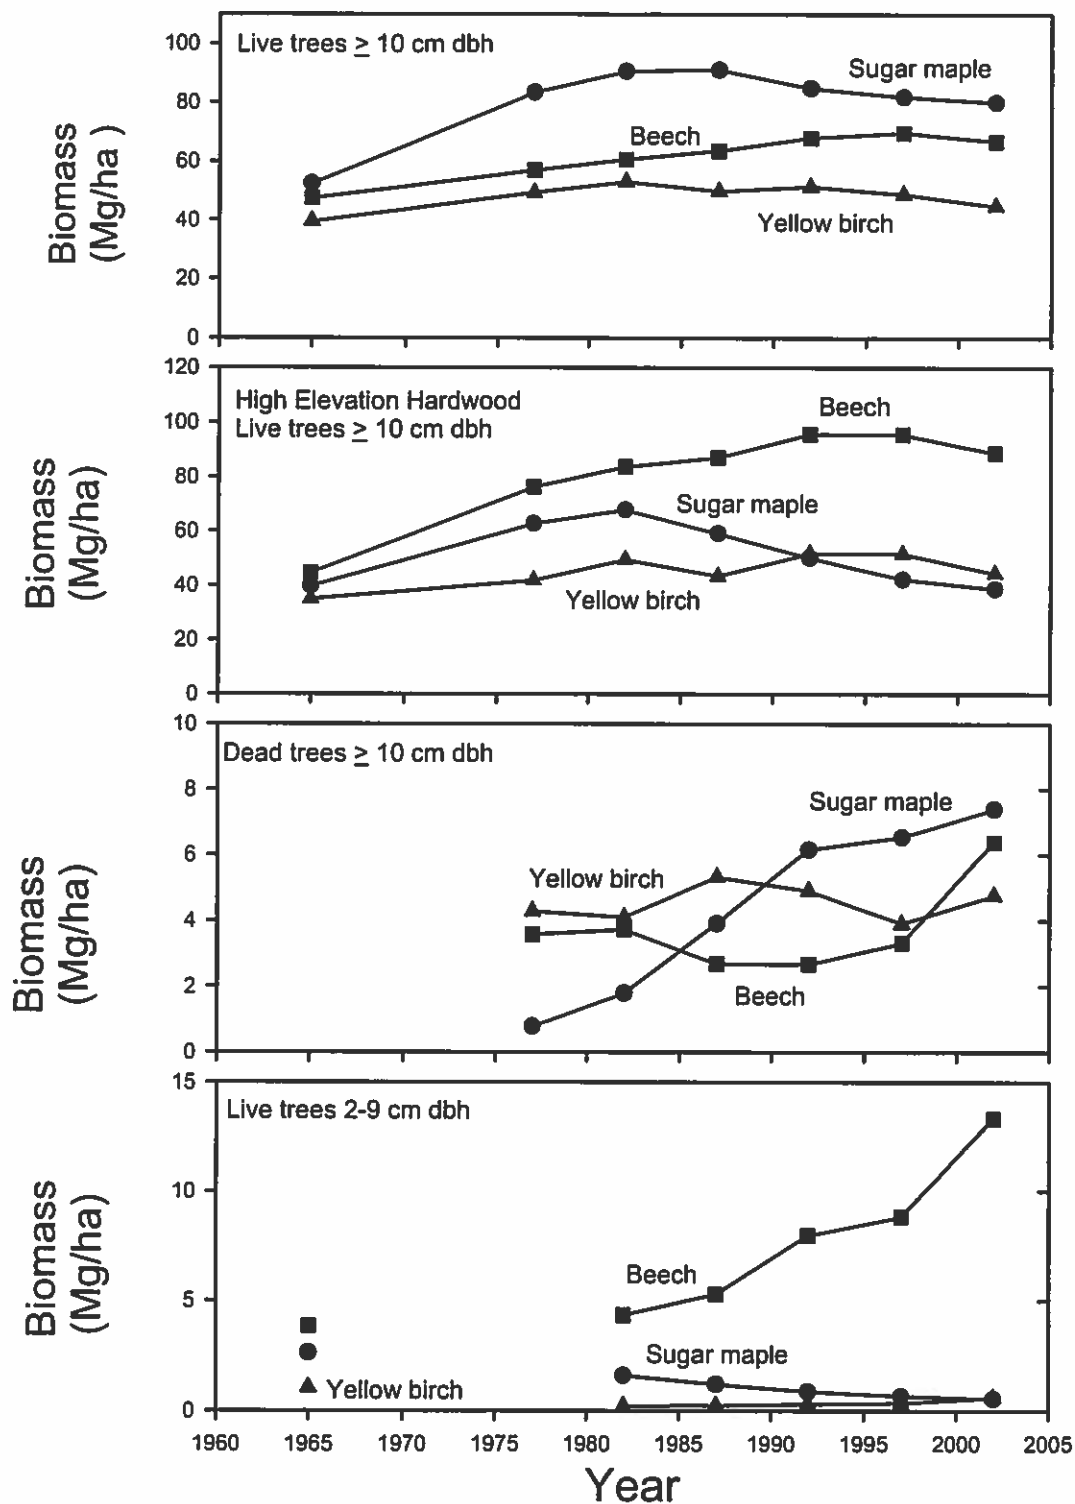 Live trees ≥ 10 cm dbh
Sugar maple
Beech
Yellow birch
Biomass
(Mg/ha )
100
80
60
40
20
0
High Elevation Hardwood
Live trees ≥ 10 cm dbh
Beech
Sugar maple
Yellow birch
Biomass
(Mg/ha)
120
100
80
60
40
20
0
Dead trees ≥ 10 cm dbh
Sugar maple
Yellow birch
Beech
Biomass
(Mg/ha)
10
8
6
4
2
0
Live trees 2-9 cm dbh
Beech
Sugar maple
Yellow birch
Biomass
(Mg/ha)
15
10
5
0
1960 1965 1970 1975 1980 1985 1990 1995 2000 2005
Year